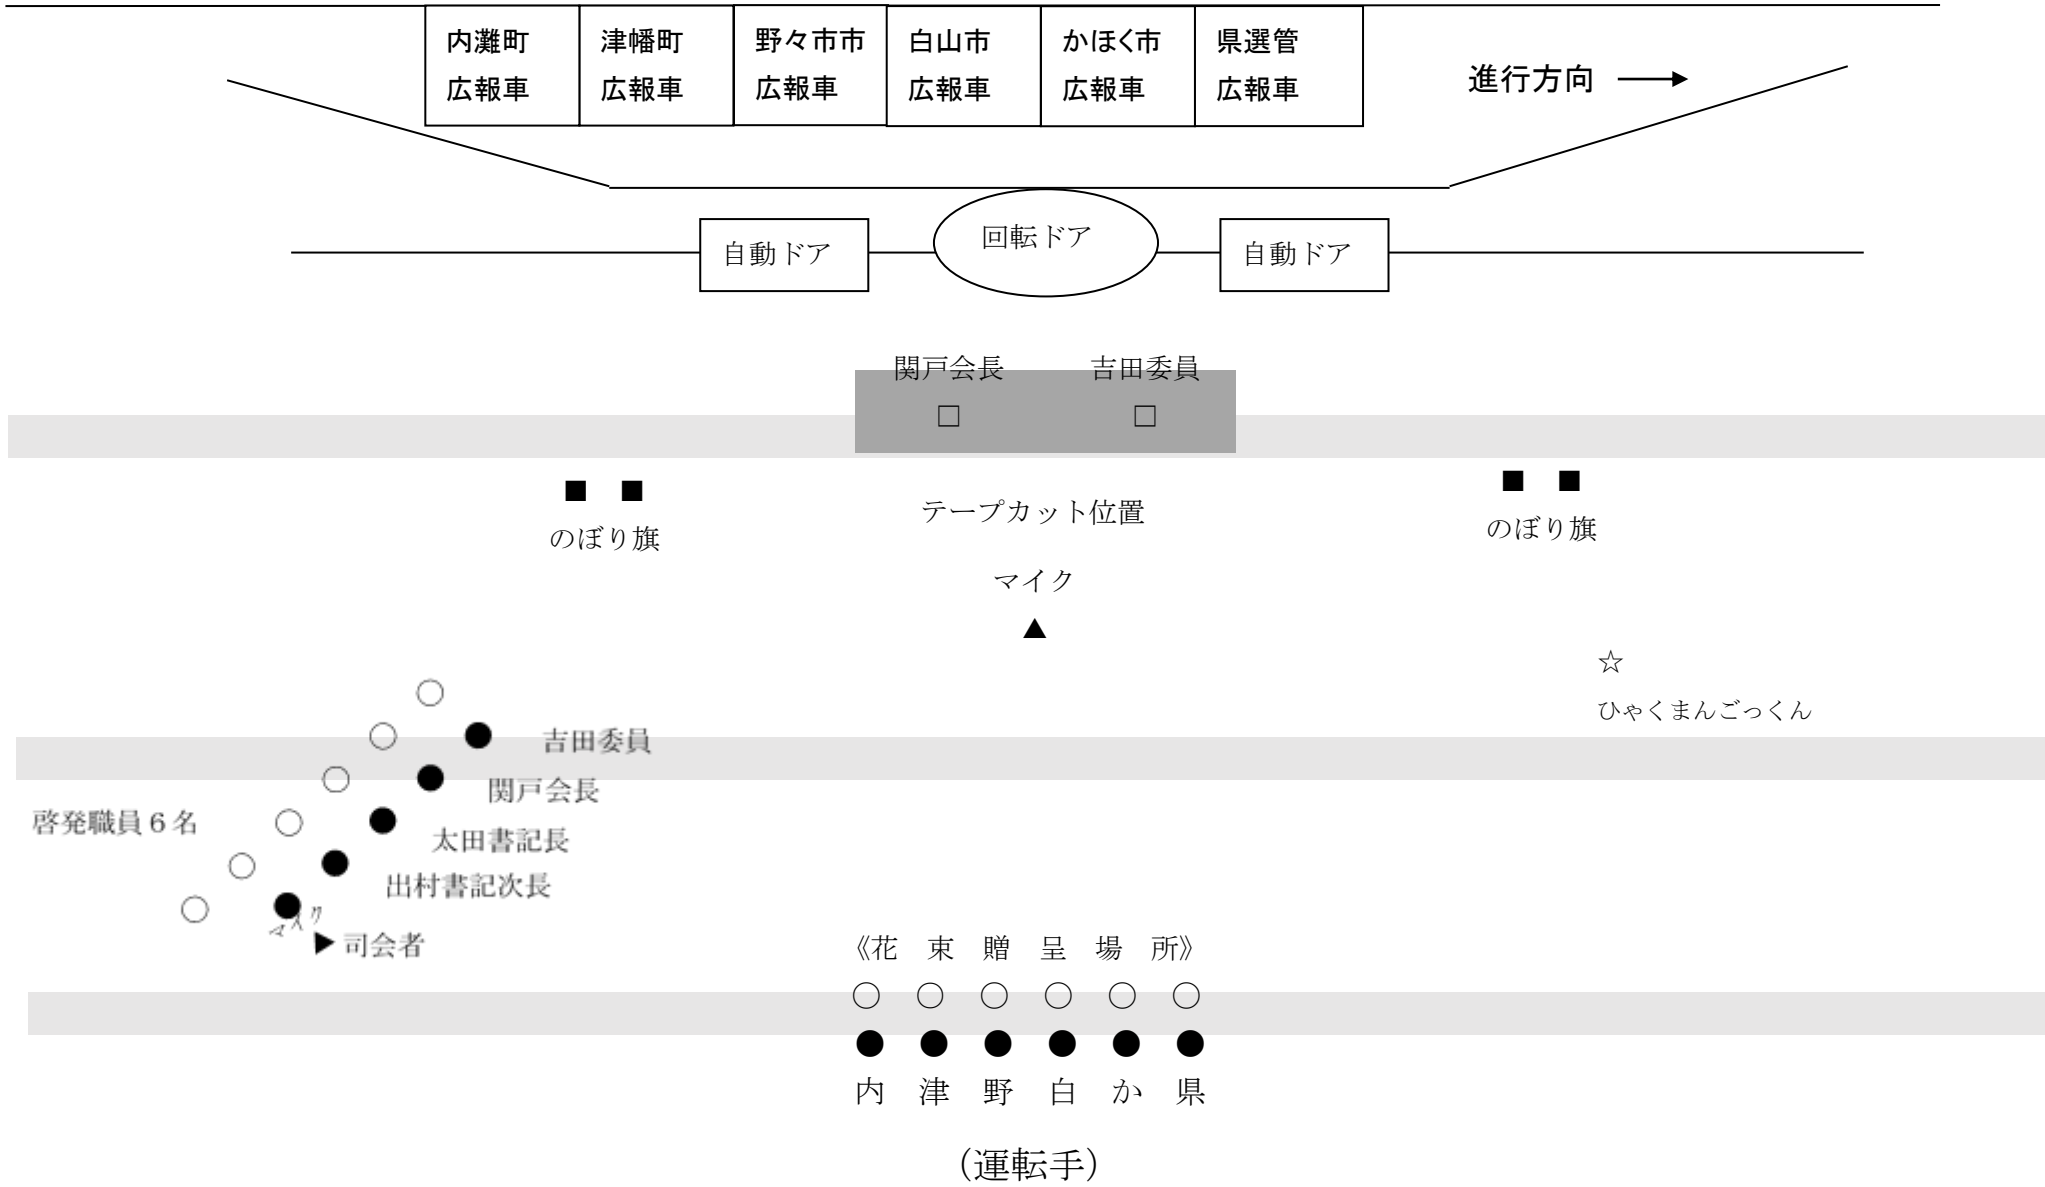 内灘町
広報車
津幡町
広報車
野々市市
広報車
白山市
広報車
かほく市
広報車
県選管
広報車
進行方向
自動ドア
回転ドア
自動ドア
関戸会長
吉田委員
のぼり旗
テープカット位置
のぼり旗
マイク
ひゃくまんごっくん
吉田委員
関戸会長
啓発職員6名
太田書記長
出村書記次長
マイク
司会者
《花 束 贈 呈 場 所》
内 津 野 白 か 県
(運転手)